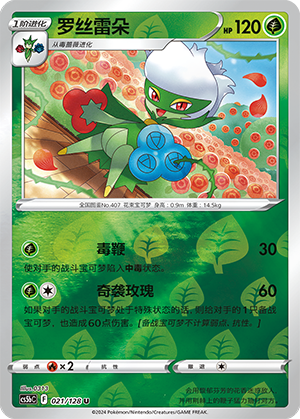 1阶进化 罗丝雷朵 HP 120
从毒蔷薇进化
全国图鉴No.407 花束宝可梦 身高：0.9m 体重：14.5kg
毒鞭 30
使对手的战斗宝可梦陷入中毒状态。
奇袭玫瑰 60
如果对手的战斗宝可梦处于特殊状态的话，则给对手的1只备战
宝可梦，也造成60点伤害。[备战宝可梦不计算弱点、抗性。]
弱点 ×2 抗性 撤退
Illus. 0313
CS5bC F 021/128 U
©2024 Pokémon/Nintendo/Creatures/GAME FREAK